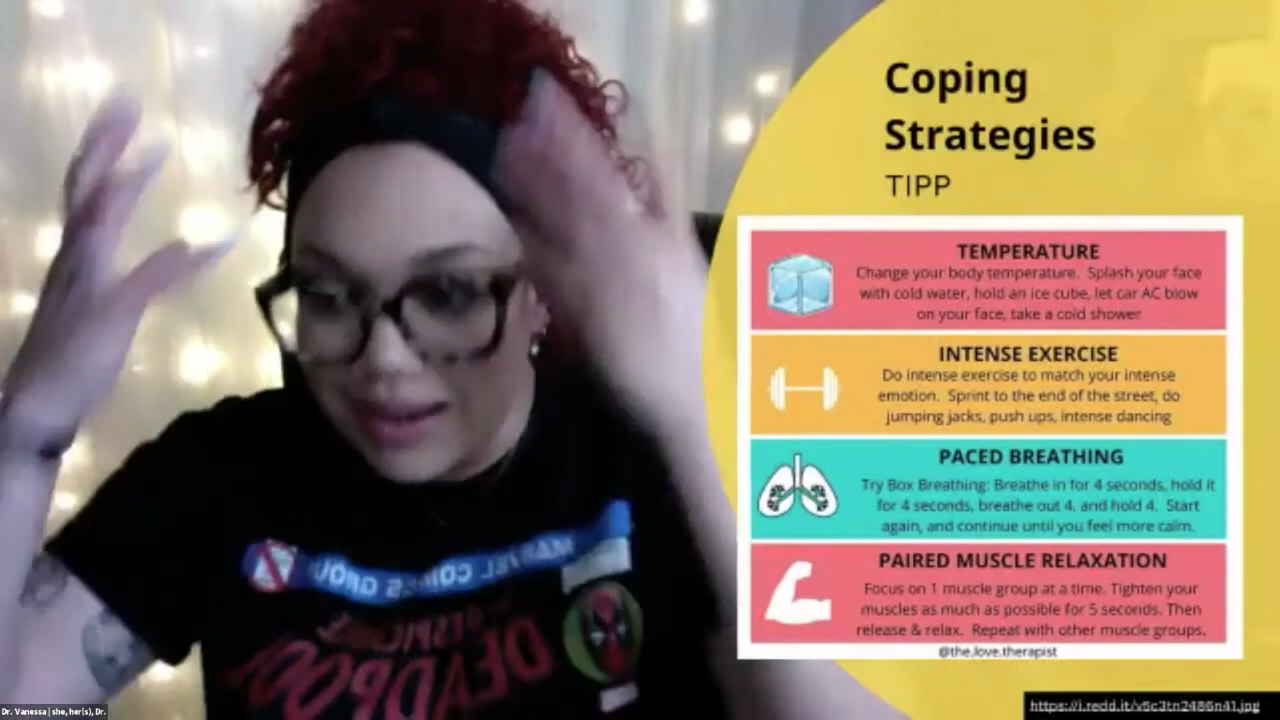 Coping
Strategies
TIPP
TEMPERATURE
Change your body temperature. Splash your face
with cold water, hold an ice cube, let car AC blow
on your face, take a cold shower
INTENSE EXERCISE
Do intense exercise to match your intense
emotion. Sprint to the end of the street, do
jumping jacks, push ups, intense dancing
PACED BREATHING
Try Box Breathing: Breathe in for 4 seconds, hold it
for 4 seconds, breathe out 4, and hold 4. Start
again, and continue until you feel more calm.
PAIRED MUSCLE RELAXATION
Focus on 1 muscle group at a time. Tighten your
muscles as much as possible for 5 seconds. Then
release & relax. Repeat with other muscle groups.
@the.love.therapist
https://i.redd.it/v6c3tn2486n41.jpg
MARVEL COMICS GROUP
DEADPOOL
Dr. Vanessa | she, her(s), Dr.